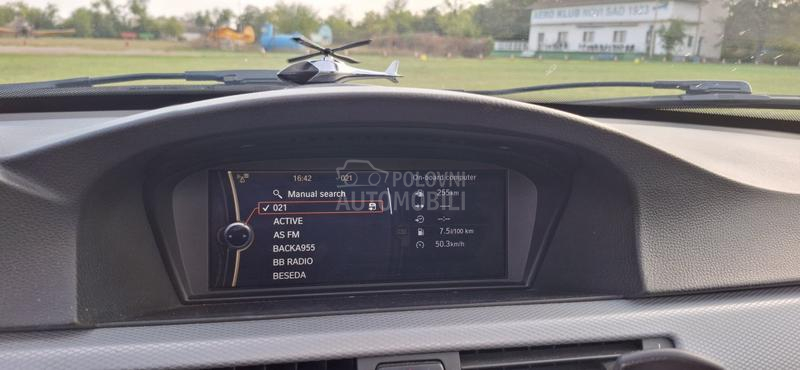 AERO KLUB NOVI SAD 1923
16:42
021
On-board computer
Manual search
255km
021
---
ACTIVE
--:--
AS FM
BACKA955
7.5l/100 km
BB RADIO
50.3km/h
BESEDA
POLOVNI
AUTOMOBILI